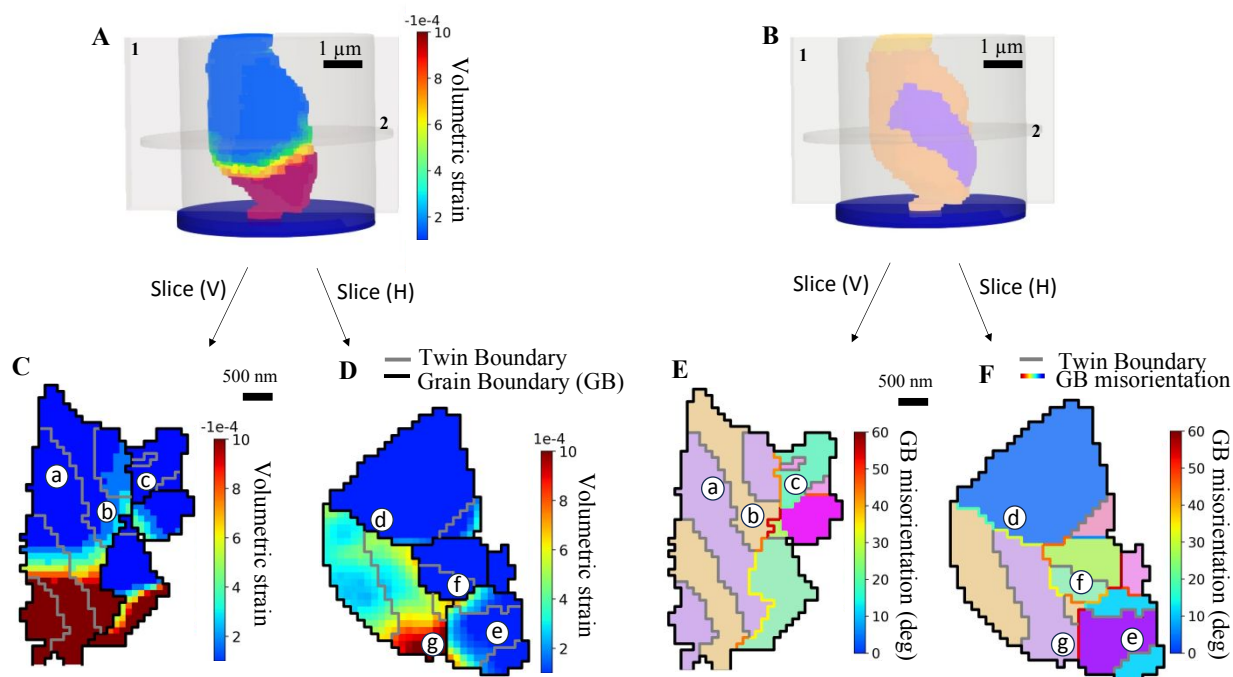 A
1
1 µm
2
-1e-4
10
8
6
4
2
Volumetric strain
B
1
1 µm
2
Slice (V)
Slice (H)
Slice (V)
Slice (H)
C
500 nm
a
b
c
-1e-4
10
8
6
4
2
Volumetric strain
D
Twin Boundary
Grain Boundary (GB)
d
f
e
g
1e-4
10
8
6
4
2
Volumetric strain
E
500 nm
a
b
c
60
50
40
30
20
10
0
GB misorientation (deg)
F
Twin Boundary
GB misorientation
d
f
e
g
60
50
40
30
20
10
0
GB misorientation (deg)